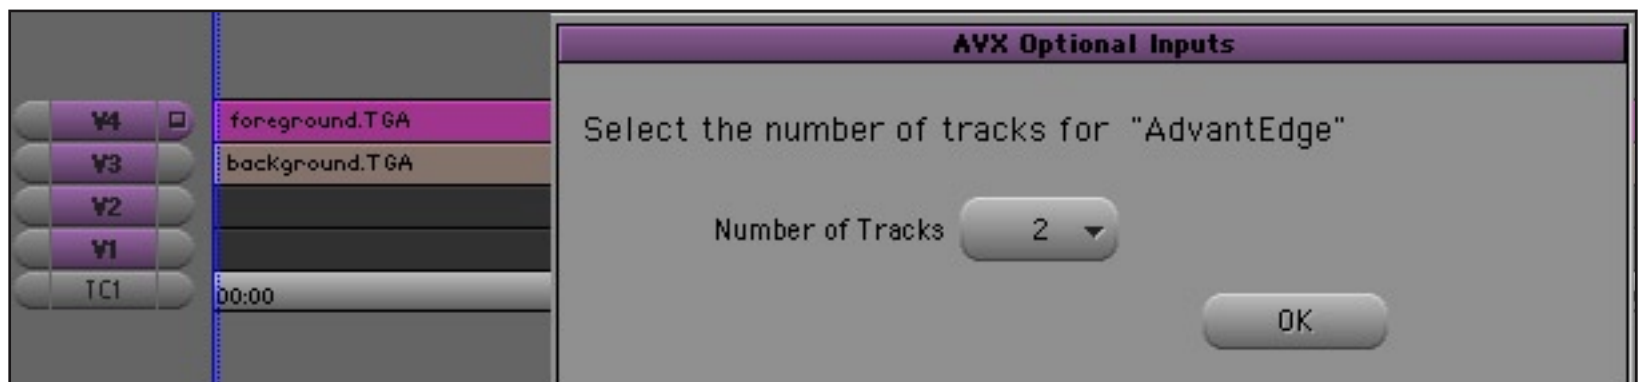 AVX Optional Inputs
V4 foreground.TGA
Select the number of tracks for "AdvantEdge"
V3 background.TGA
V2
Number of Tracks 2
V1
TC1 00:00
OK